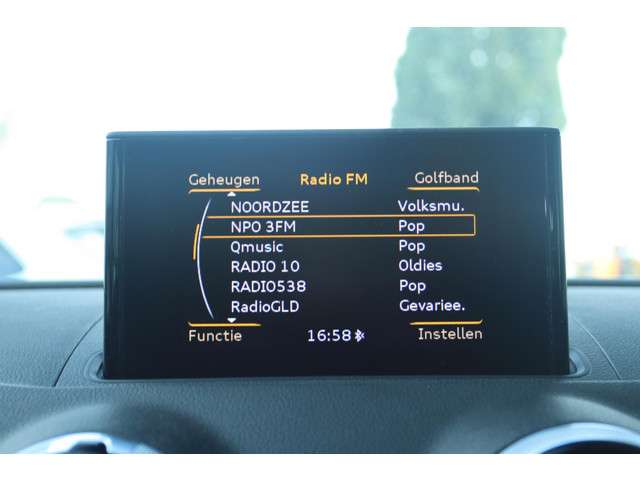 Geheugen Radio FM Golfband
NOORDZEE Volksmu.
NPO 3FM Pop
Qmusic Pop
RADIO 10 Oldies
RADIO538 Pop
RadioGLD Gevariee.
Functie 16:58 Instellen